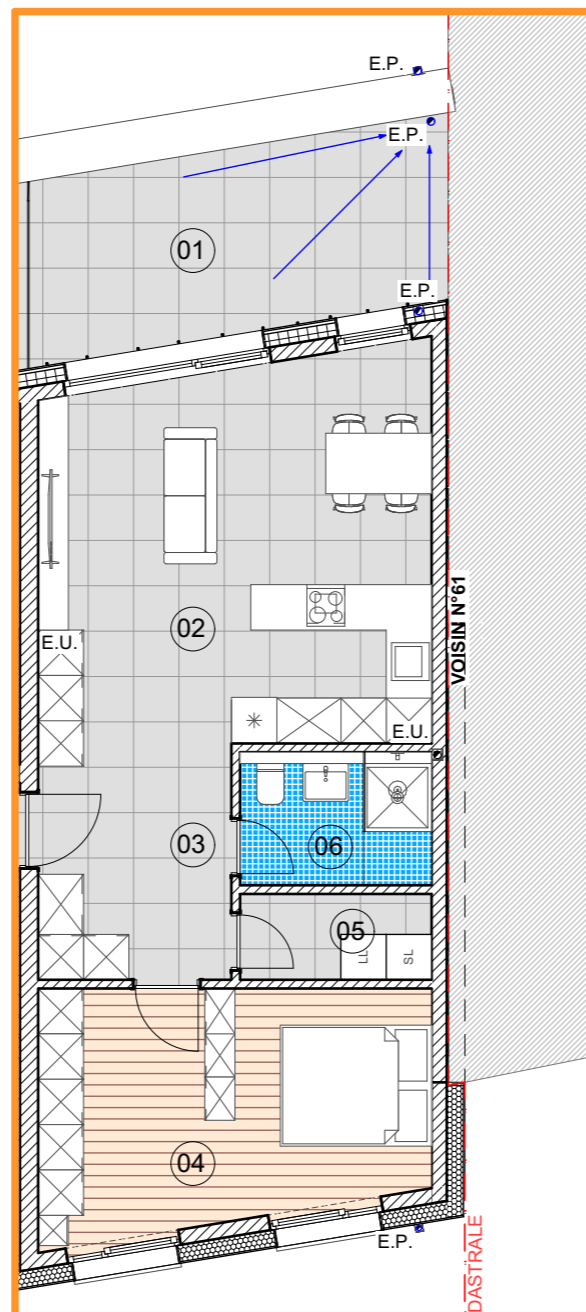 E.P.
E.P.
01
E.P.
02
E.U.
VOISIN N°61
E.U.
03
06
05
LL
SL
04
E.P.
DASTRALE